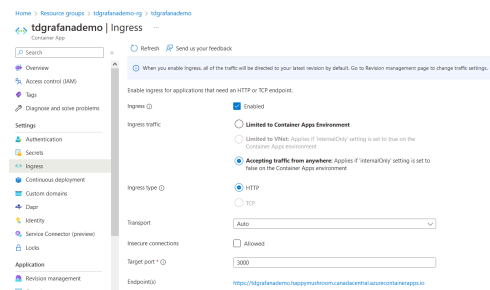 Home > Resource groups > tdgrafanademo-rg > tdgrafanademo
tdgrafanademo | Ingress ...
Container App
Search
Refresh Send us your feedback
Overview
Access control (IAM)
Tags
Diagnose and solve problems
Settings
Authentication
Secrets
Ingress
Continuous deployment
Custom domains
Dapr
Identity
Service Connector (preview)
Locks
Application
Revision management
When you enable ingress, all of the traffic will be directed to your latest revision by default. Go to Revision management page to change traffic settings.
Enable ingress for applications that need an HTTP or TCP endpoint.
Ingress Enabled
Ingress traffic Limited to Container Apps Environment
Limited to VNet: Applies if 'internalOnly' setting is set to true on the
Container Apps environment
Accepting traffic from anywhere: Applies if 'internalOnly' setting is set to
false on the Container Apps environment
Ingress type HTTP
TCP
Transport Auto
Insecure connections Allowed
Target port * 3000
Endpoint(s) https://tdgrafanademo.happymushroom.canadacentral.azurecontainerapps.io